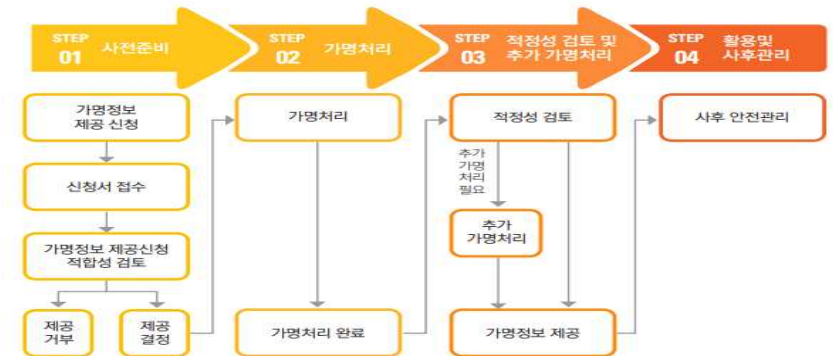 STEP 01 사전준비
STEP 02 가명처리
STEP 03 적정성 검토 및
추가 가명처리
STEP 04 활용및
사후관리
가명정보
제공 신청
신청서 접수
가명정보 제공신청
적합성 검토
제공
거부
제공
결정
가명처리
가명처리 완료
적정성 검토
추가
가명
처리
필요
추가
가명처리
가명정보 제공
사후 안전관리